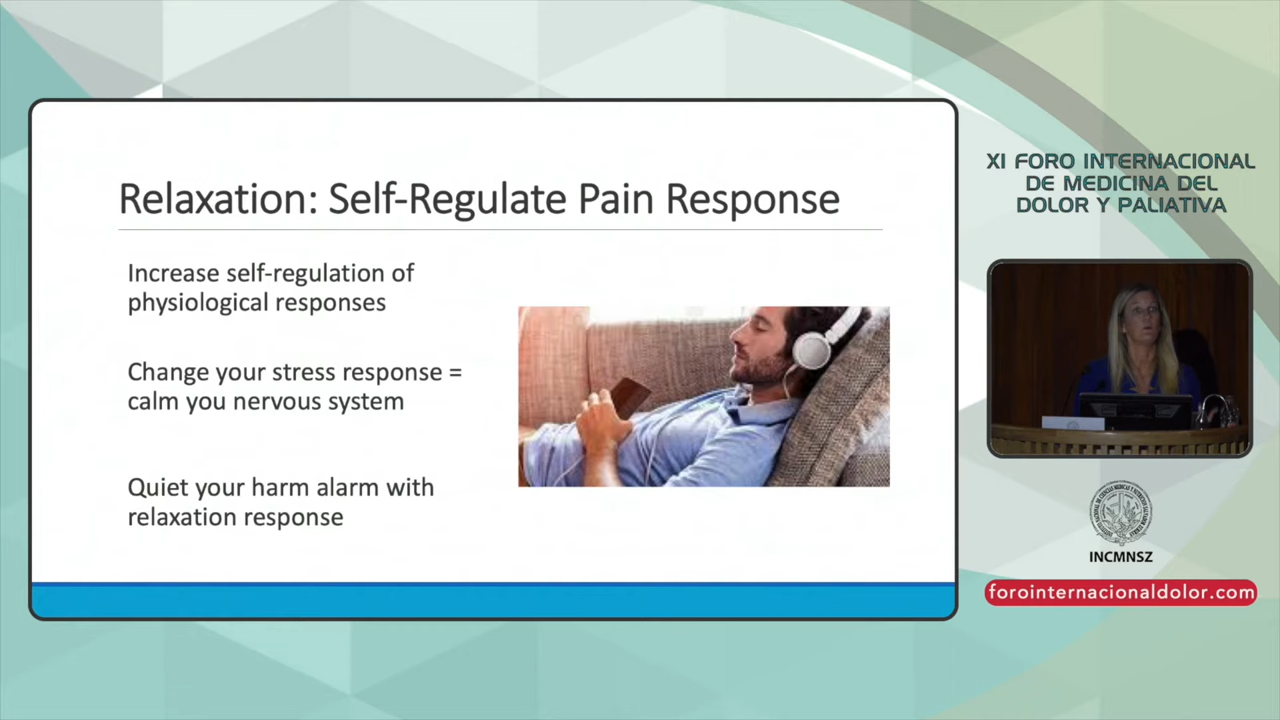 Relaxation: Self-Regulate Pain Response
Increase self-regulation of
physiological responses
Change your stress response =
calm you nervous system
Quiet your harm alarm with
relaxation response
XI FORO INTERNACIONAL
DE MEDICINA DEL
DOLOR Y PALIATIVA
INCMNSZ
forointernacionaldolor.com